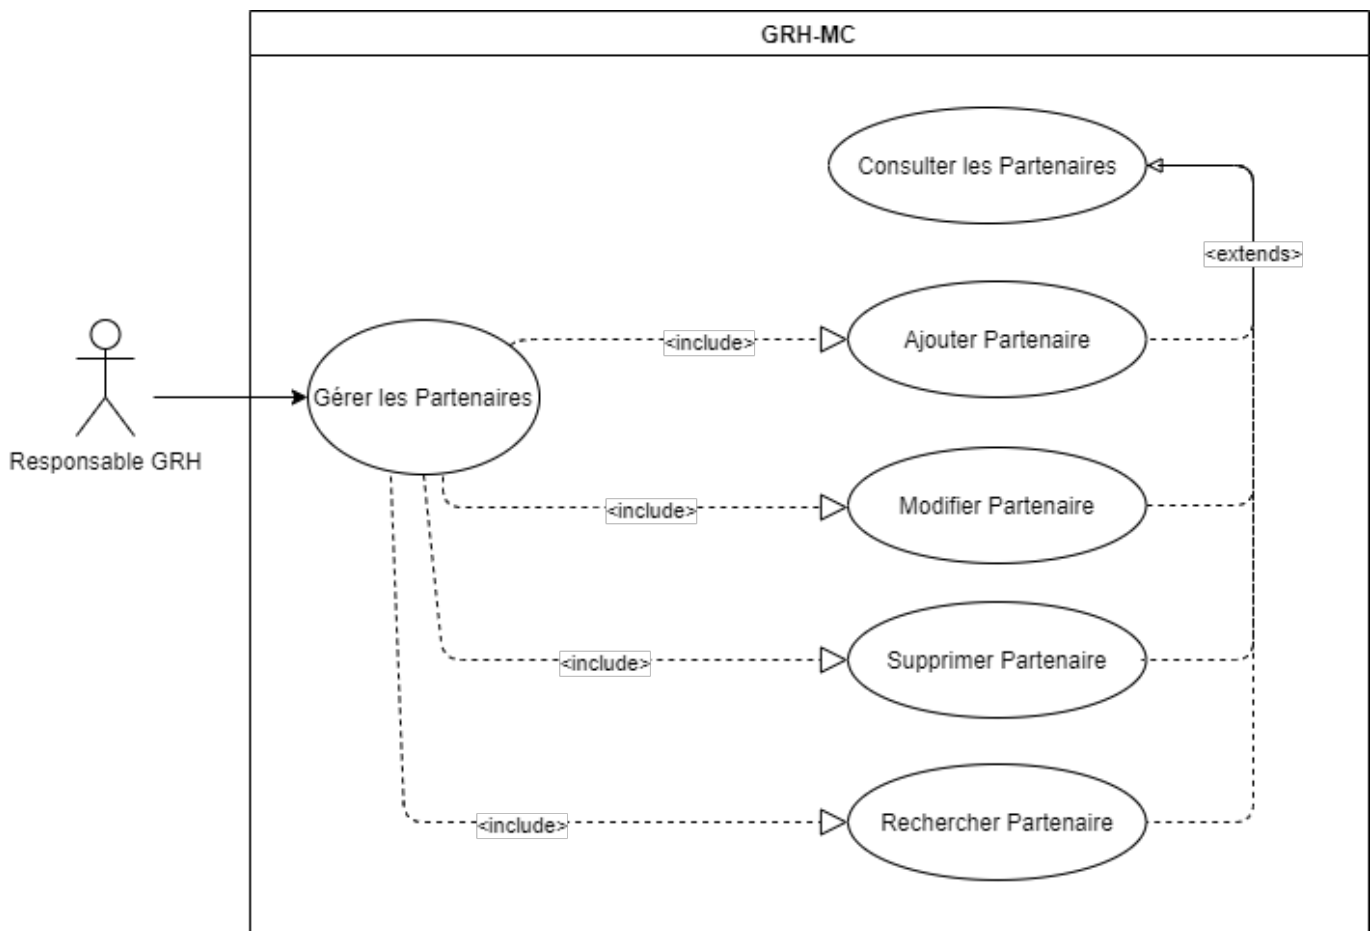 GRH-MC
Consulter les Partenaires
<extends>
Ajouter Partenaire
<include>
Gérer les Partenaires
Responsable GRH
Modifier Partenaire
<include>
Supprimer Partenaire
<include>
Rechercher Partenaire
<include>